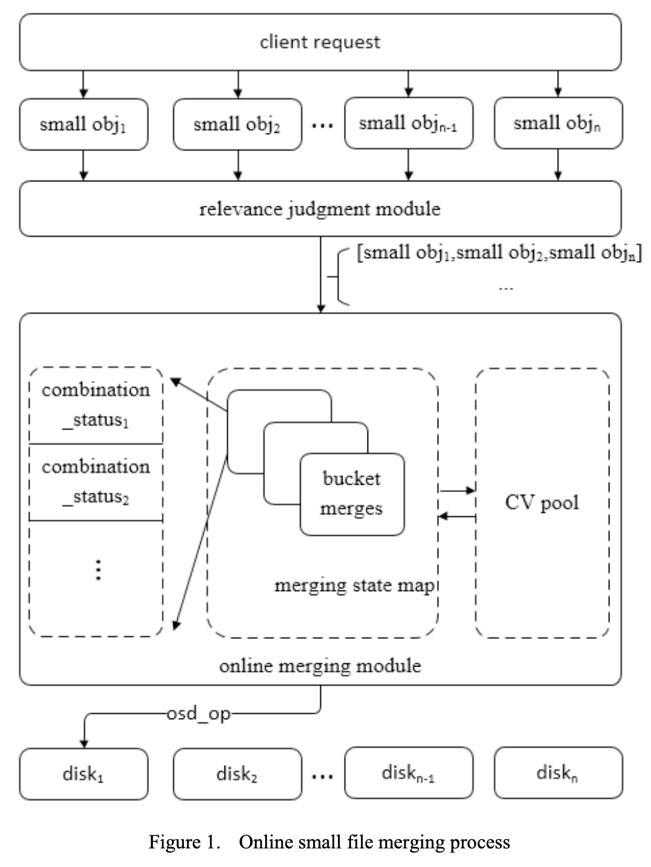 client request
small obj₁
small obj₂
...
small objₙ₋₁
small objₙ
relevance judgment module
[small obj₁,small obj₂,small objₙ]
...
combination
_status₁
combination
_status₂
⋮
bucket
merges
merging state map
CV pool
online merging module
osd_op
disk₁
disk₂
...
diskₙ₋₁
diskₙ
Figure 1. Online small file merging process